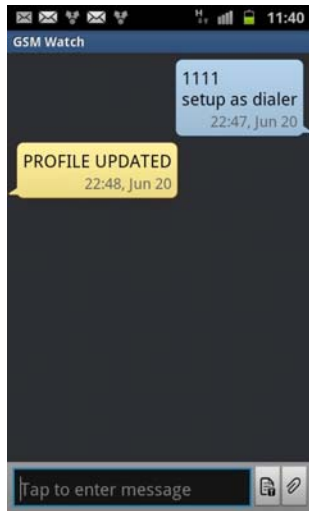 11:40
GSM Watch
1111
setup as dialer
22:47, Jun 20
PROFILE UPDATED
22:48, Jun 20
Tap to enter message